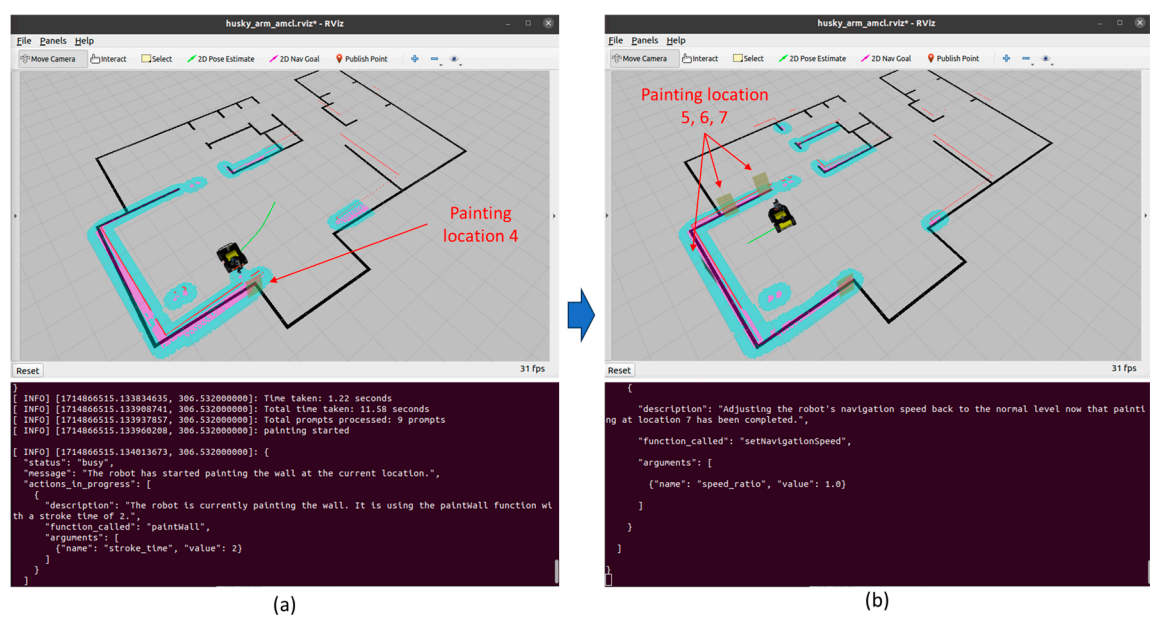 husky_arm_amcl.rviz* - RViz
File Panels Help
Move Camera Interact Select 2D Pose Estimate 2D Nav Goal Publish Point
Painting
location 4
Reset 31 fps
}
[ INFO] [1714866515.133834635, 306.532000000]: Time taken: 1.22 seconds
[ INFO] [1714866515.133908741, 306.532000000]: Total time taken: 11.58 seconds
[ INFO] [1714866515.133937857, 306.532000000]: Total prompts processed: 9 prompts
[ INFO] [1714866515.133960208, 306.532000000]: painting started
[ INFO] [1714866515.134013673, 306.532000000]: {
"status": "busy",
"message": "The robot has started painting the wall at the current location.",
"actions_in_progress": [
{
"description": "The robot is currently painting the wall. It is using the paintWall function wi
th a stroke time of 2.",
"function_called": "paintWall",
"arguments": [
{"name": "stroke_time", "value": 2}
]
}
]
(a)
husky_arm_amcl.rviz* - RViz
File Panels Help
Move Camera Interact Select 2D Pose Estimate 2D Nav Goal Publish Point
Painting location
5, 6, 7
Reset 31 fps
{
"description": "Adjusting the robot's navigation speed back to the normal level now that painti
ng at location 7 has been completed.",
"function_called": "setNavigationSpeed",
"arguments": [
{"name": "speed_ratio", "value": 1.0}
]
}
]
}
(b)